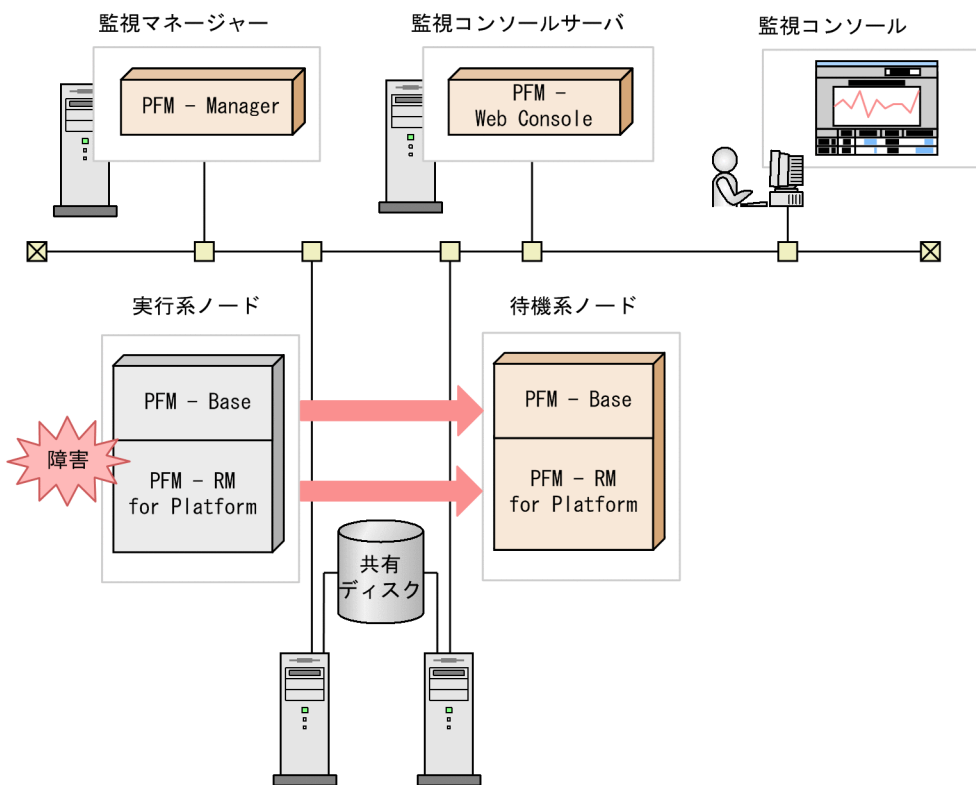 監視マネージャー
監視コンソールサーバ
監視コンソール
PFM - Manager
PFM -
Web Console
実行系ノード
待機系ノード
PFM - Base
PFM - Base
障害
PFM - RM
for Platform
PFM - RM
for Platform
共有
ディスク